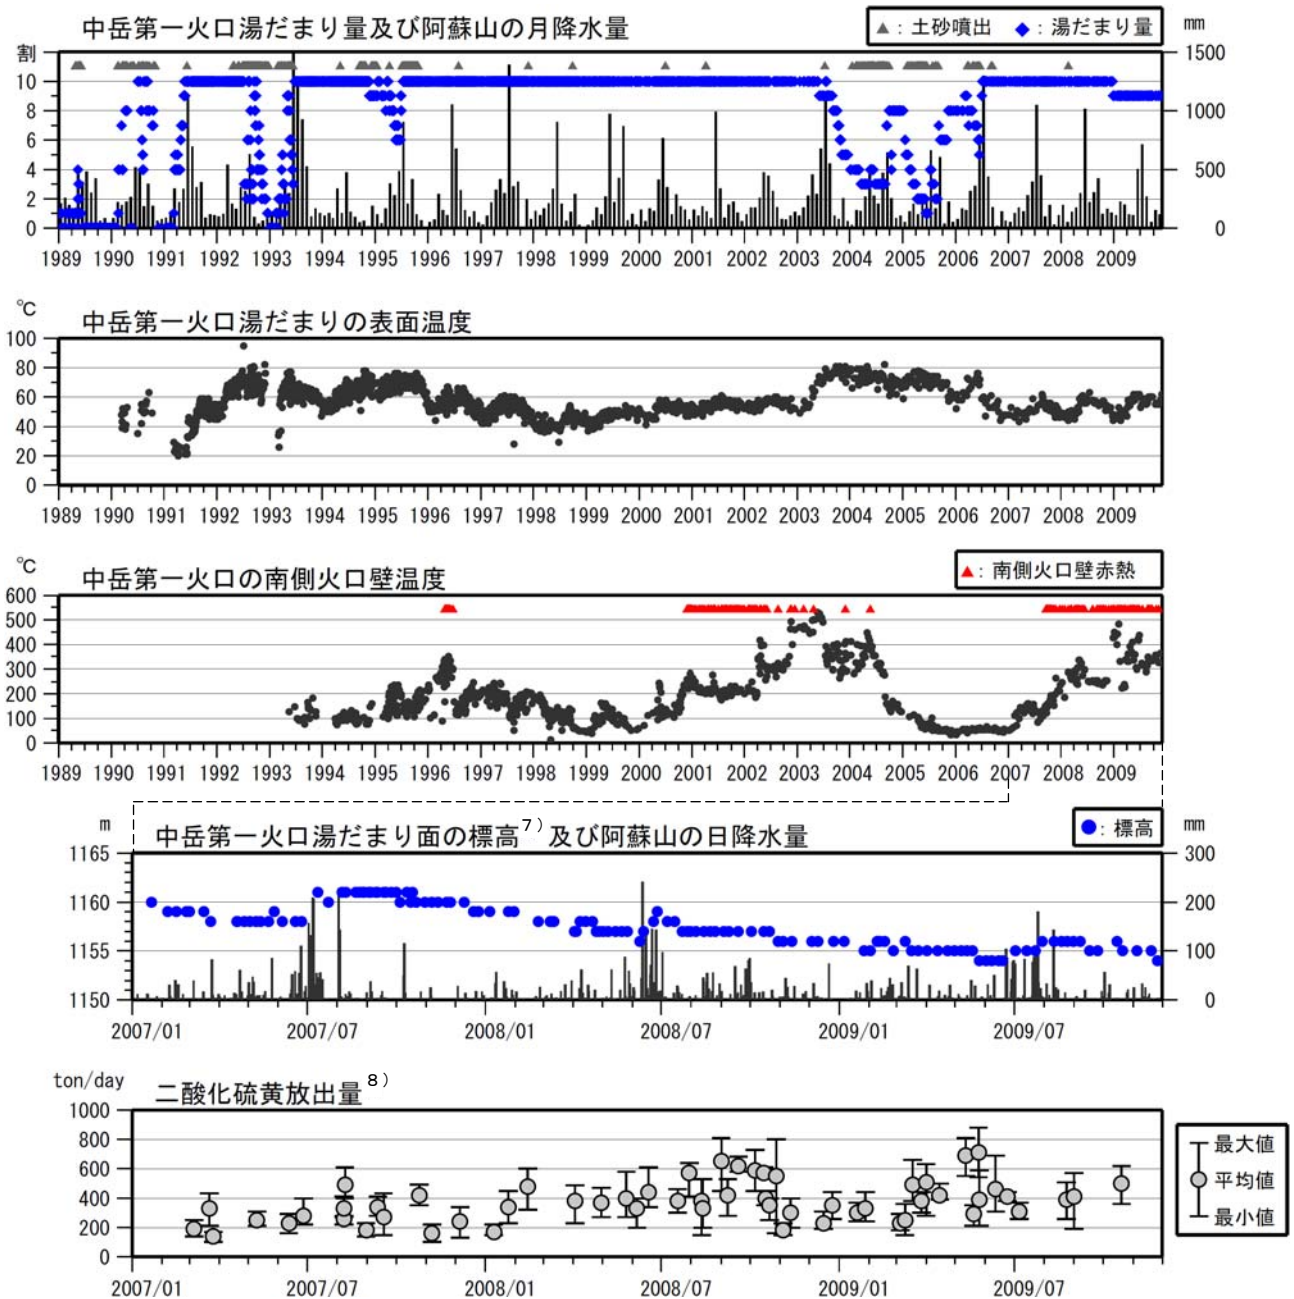 中岳第一火口湯だまり量及び阿蘇山の月降水量
▲：土砂噴出 ◆：湯だまり量
mm
割
1500
10
8
1000
6
4
500
2
0
0
1989 1990 1991 1992 1993 1994 1995 1996 1997 1998 1999 2000 2001 2002 2003 2004 2005 2006 2007 2008 2009
℃
中岳第一火口湯だまりの表面温度
100
80
60
40
20
0
1989 1990 1991 1992 1993 1994 1995 1996 1997 1998 1999 2000 2001 2002 2003 2004 2005 2006 2007 2008 2009
℃
中岳第一火口の南側火口壁温度
▲：南側火口壁赤熱
600
500
400
300
200
100
0
1989 1990 1991 1992 1993 1994 1995 1996 1997 1998 1999 2000 2001 2002 2003 2004 2005 2006 2007 2008 2009
m
中岳第一火口湯だまり面の標高7）及び阿蘇山の日降水量
●：標高
mm
1165
300
1160
200
1155
100
1150
0
2007/01 2007/07 2008/01 2008/07 2009/01 2009/07
ton/day
二酸化硫黄放出量8）
1000
800
600
400
200
0
最大値
平均値
最小値
2007/01 2007/07 2008/01 2008/07 2009/01 2009/07